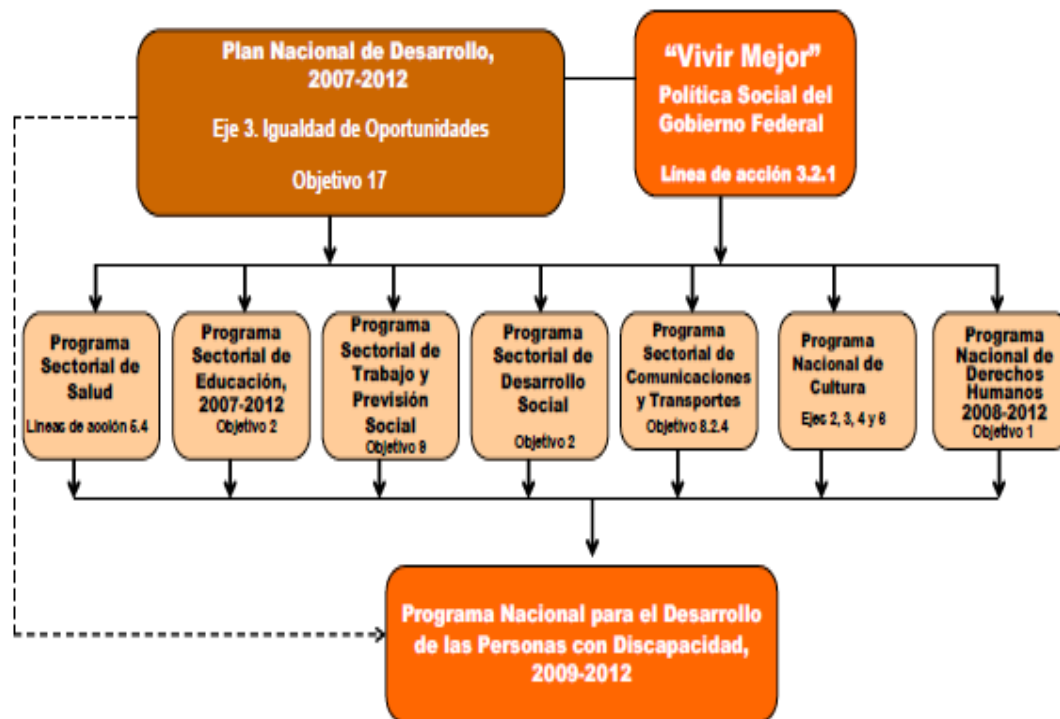 Plan Nacional de Desarrollo,
2007-2012
Eje 3. Igualdad de Oportunidades
Objetivo 17
“Vivir Mejor”
Política Social del
Gobierno Federal
Línea de acción 3.2.1
Programa
Sectorial de
Salud
Líneas de acción 5.4
Programa
Sectorial de
Educación,
2007-2012
Objetivo 2
Programa
Sectorial de
Trabajo y
Previsión
Social
Objetivo 9
Programa
Sectorial de
Desarrollo
Social
Objetivo 2
Programa
Sectorial de
Comunicaciones
y Transportes
Objetivo 8.2.4
Programa
Nacional de
Cultura
Ejes 2, 3, 4 y 6
Programa
Nacional de
Derechos
Humanos
2008-2012
Objetivo 1
Programa Nacional para el Desarrollo
de las Personas con Discapacidad,
2009-2012